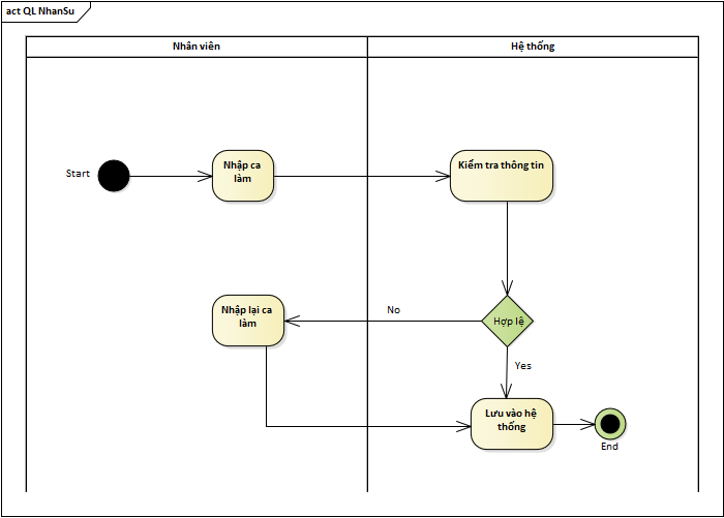 act QL NhanSu
Nhân viên
Hệ thống
Start
Nhập ca
làm
Kiểm tra thông tin
Nhập lại ca
làm
No
Hợp lệ
Yes
Lưu vào hệ
thống
End